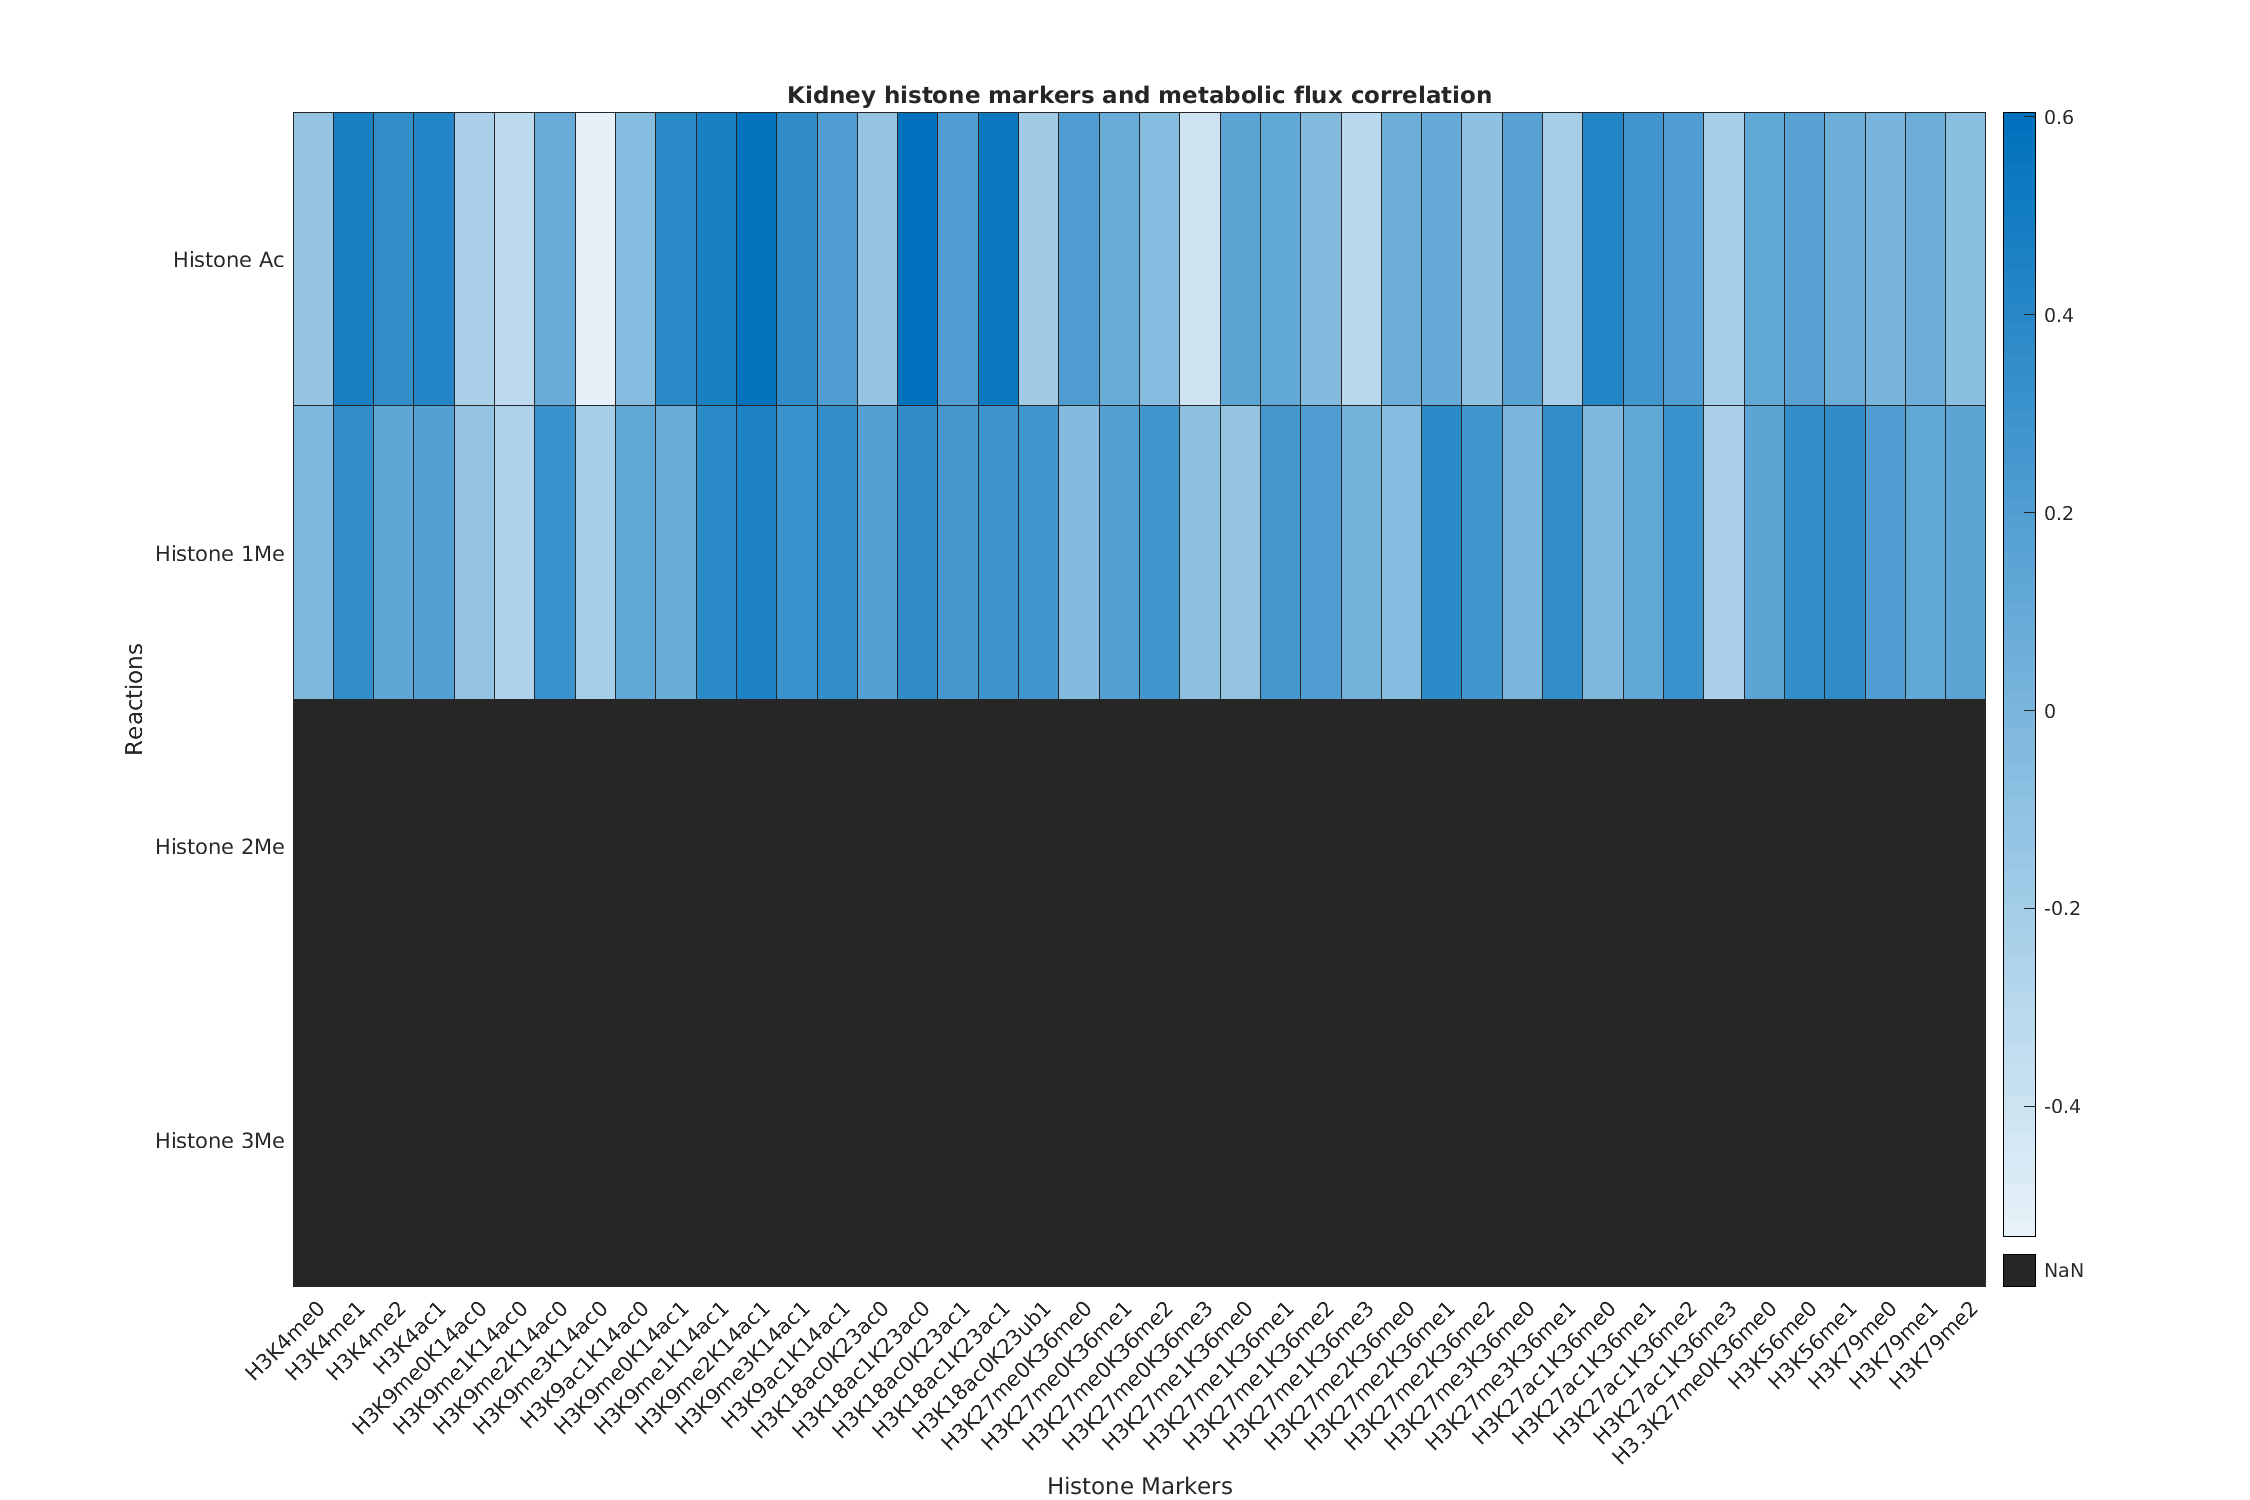 Kidney histone markers and metabolic flux correlation
Histone Ac
Histone 1Me
Histone 2Me
Histone 3Me
Reactions
0.6
0.4
0.2
0
-0.2
-0.4
NaN
H3K4me0
H3K4me1
H3K4me2
H3K4ac1
H3K9me0K14ac0
H3K9me1K14ac0
H3K9me2K14ac0
H3K9me3K14ac0
H3K9ac1K14ac0
H3K9me0K14ac1
H3K9me1K14ac1
H3K9me2K14ac1
H3K9me3K14ac1
H3K9ac1K14ac1
H3K18ac0K23ac0
H3K18ac1K23ac0
H3K18ac0K23ac1
H3K18ac1K23ac1
H3K18ac0K23ub1
H3K27me0K36me0
H3K27me0K36me1
H3K27me0K36me2
H3K27me0K36me3
H3K27me1K36me0
H3K27me1K36me1
H3K27me1K36me2
H3K27me1K36me3
H3K27me2K36me0
H3K27me2K36me1
H3K27me2K36me2
H3K27me3K36me0
H3K27me3K36me1
H3K27ac1K36me0
H3K27ac1K36me1
H3K27ac1K36me2
H3K27ac1K36me3
H3.3K27me0K36me0
H3K56me0
H3K56me1
H3K79me0
H3K79me1
H3K79me2
Histone Markers